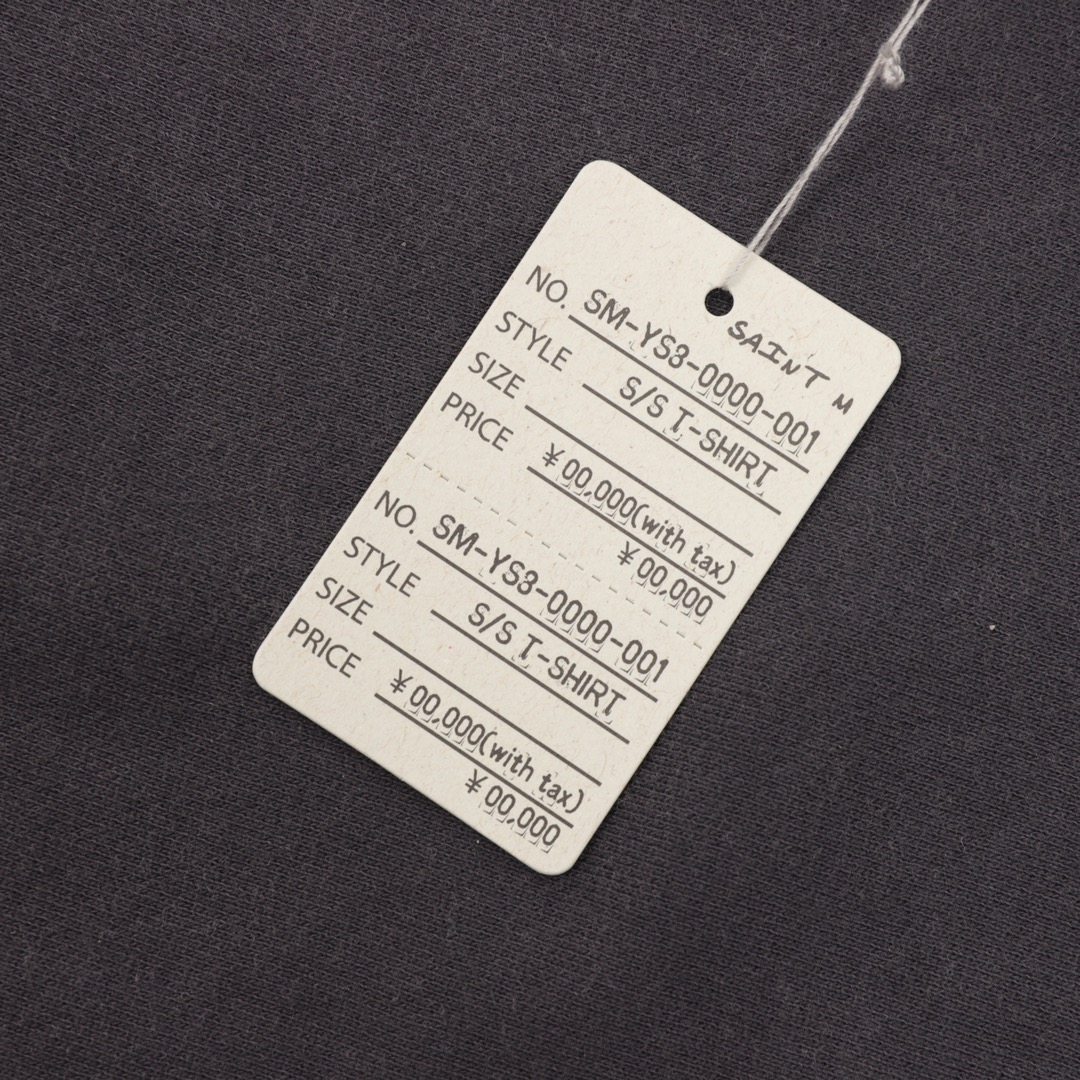 SAINT M
NO. SM-YS3-0000-001
STYLE S/S T-SHIRT
SIZE
PRICE ¥00,000(with tax)
¥00,000
NO. SM-YS3-0000-001
STYLE S/S T-SHIRT
SIZE
PRICE ¥00,000(with tax)
¥00,000